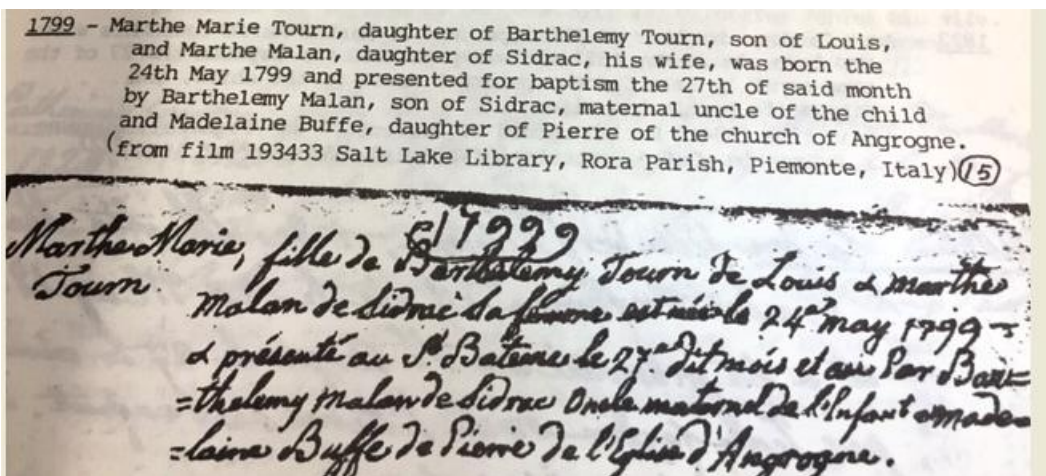 1799 - Marthe Marie Tourn, daughter of Barthelemy Tourn, son of Louis,
and Marthe Malan, daughter of Sidrac, his wife, was born the
24th May 1799 and presented for baptism the 27th of said month
by Barthelemy Malan, son of Sidrac, maternal uncle of the child
and Madelaine Buffe, daughter of Pierre of the church of Angrogne.
(from film 193433 Salt Lake Library, Rora Parish, Piemonte, Italy) 15
1799
Marthe Marie, fille de Barthelemy Tourn de Louis & marthe
Tourn. malan de Sidrac Sa femme est née le 24e may 1799
& présenté au St. Bateme le 27e dit mois et an Par Bart=
=thelemy malan de Sidrac Oncle maternel de l'Enfant & made
=laine Buffe de Pierre de l'Eglise d'Angrogne.